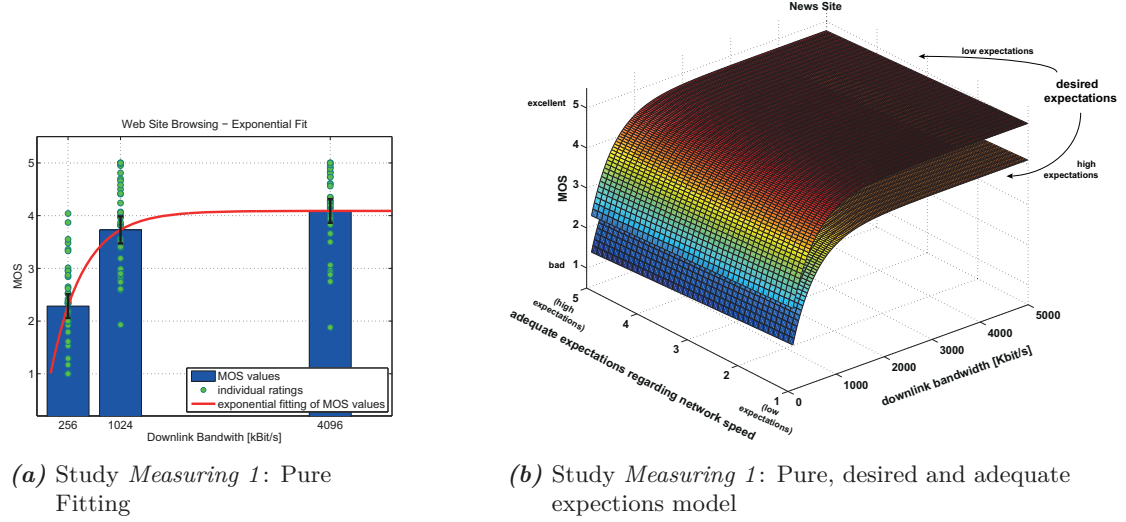 Web Site Browsing − Exponential Fit
MOS
5
4
3
2
1
MOS values
individual ratings
exponential fitting of MOS values
256
1024
4096
Downlink Bandwith [kBit/s]
(a) Study Measuring 1: Pure
Fitting
News Site
low expectations
desired
expectations
high
expectations
MOS
excellent
5
4
3
2
bad
1
5
(high
expectations)
4
3
2
1
(low
expectations)
adequate expectations regarding network speed
0
1000
2000
3000
4000
5000
downlink bandwidth [Kbit/s]
(b) Study Measuring 1: Pure, desired and adequate
expections model